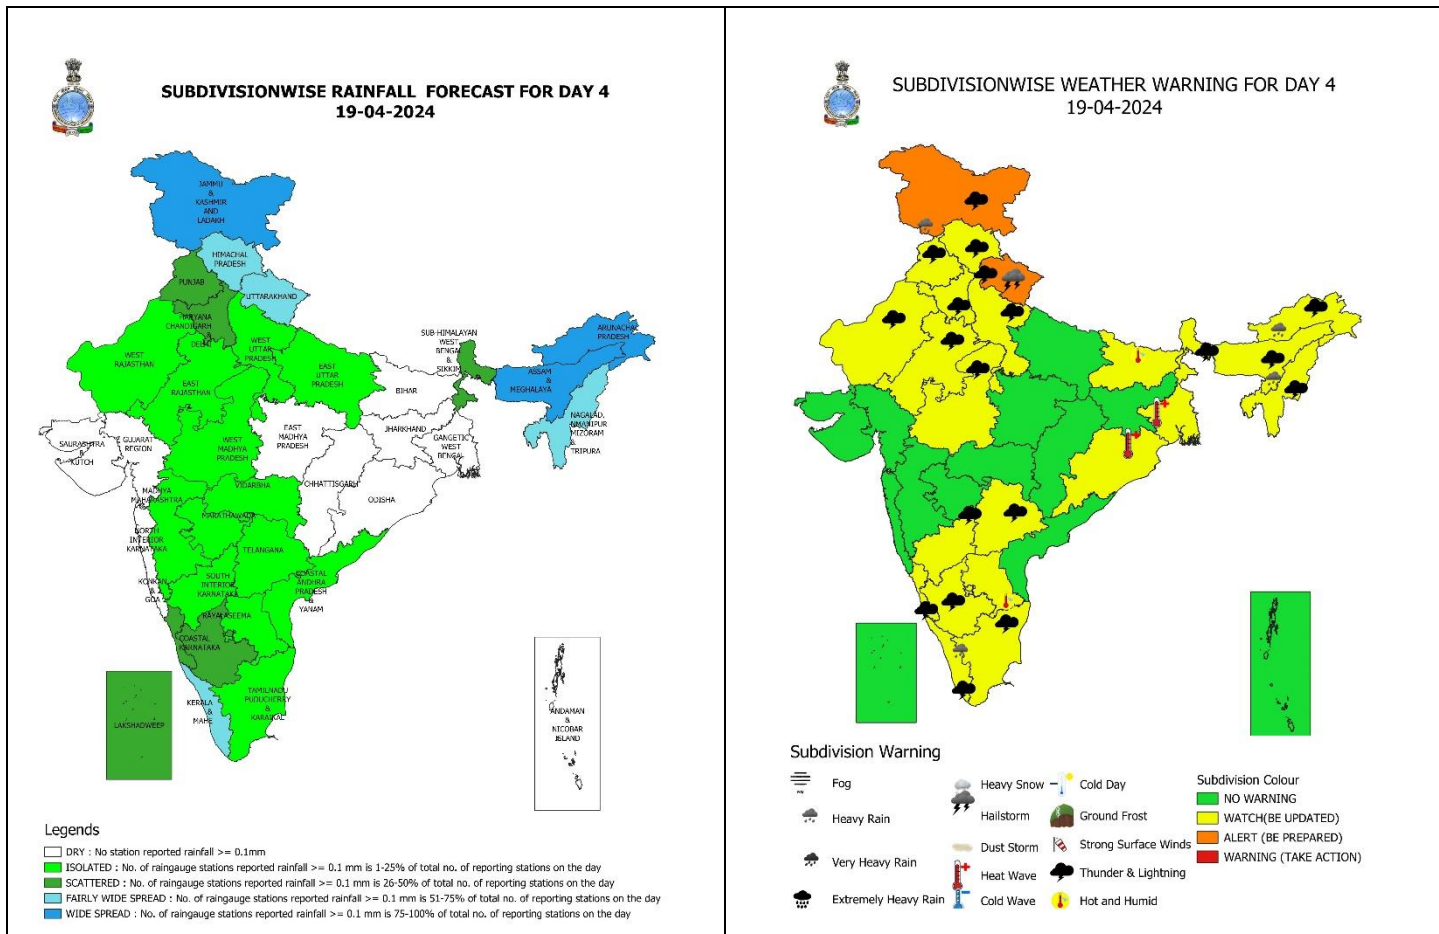 SUBDIVISIONWISE RAINFALL FORECAST FOR DAY 4
19-04-2024
JAMMU
&
KASHMIR
AND
LADAKH
HIMACHAL
PRADESH
PUNJAB
UTTARAKHAND
HARYANA
CHANDIGARH
&
DELHI
WEST
RAJASTHAN
WEST
UTTAR
PRADESH
EAST
UTTAR
PRADESH
EAST
RAJASTHAN
SUB-HIMALAYAN
WEST
BENGAL
&
SIKKIM
ARUNACHAL
PRADESH
ASSAM
&
MEGHALAYA
BIHAR
NAGALAD,
MANIPUR
MIZORAM
&
TRIPURA
JHARKHAND
GANGETIC
WEST
BENGAL
EAST
MADHYA
PRADESH
SAURASHTRA
&
KUTCH
GUJARAT
REGION
WEST
MADHYA
PRADESH
CHHATTISGARH
ODISHA
VIDARBHA
MADHYA
MAHARASHTRA
MARATHAWADA
NORTH
INTERIOR
KARNATAKA
TELANGANA
KONKAN
&
GOA
SOUTH
INTERIOR
KARNATAKA
COASTAL
ANDHRA
PRADESH
&
YANAM
RAYALASEEMA
COASTAL
KARNATAKA
TAMILNADU
PUDUCHERRY
&
KARAIKAL
KERALA
&
MAHE
LAKSHADWEEP
ANDAMAN
&
NICOBAR
ISLAND
Legends
DRY : No station reported rainfall >= 0.1mm
ISOLATED : No. of raingauge stations reported rainfall >= 0.1 mm is 1-25% of total no. of reporting stations on the day
SCATTERED : No. of raingauge stations reported rainfall >= 0.1 mm is 26-50% of total no. of reporting stations on the day
FAIRLY WIDE SPREAD : No. of raingauge stations reported rainfall >= 0.1 mm is 51-75% of total no. of reporting stations on the day
WIDE SPREAD : No. of raingauge stations reported rainfall >= 0.1 mm is 75-100% of total no. of reporting stations on the day
SUBDIVISIONWISE WEATHER WARNING FOR DAY 4
19-04-2024
Subdivision Warning
Fog
Heavy Rain
Very Heavy Rain
Extremely Heavy Rain
Heavy Snow
Hailstorm
Dust Storm
Heat Wave
Cold Wave
Cold Day
Ground Frost
Strong Surface Winds
Thunder & Lightning
Hot and Humid
Subdivision Colour
NO WARNING
WATCH(BE UPDATED)
ALERT (BE PREPARED)
WARNING (TAKE ACTION)